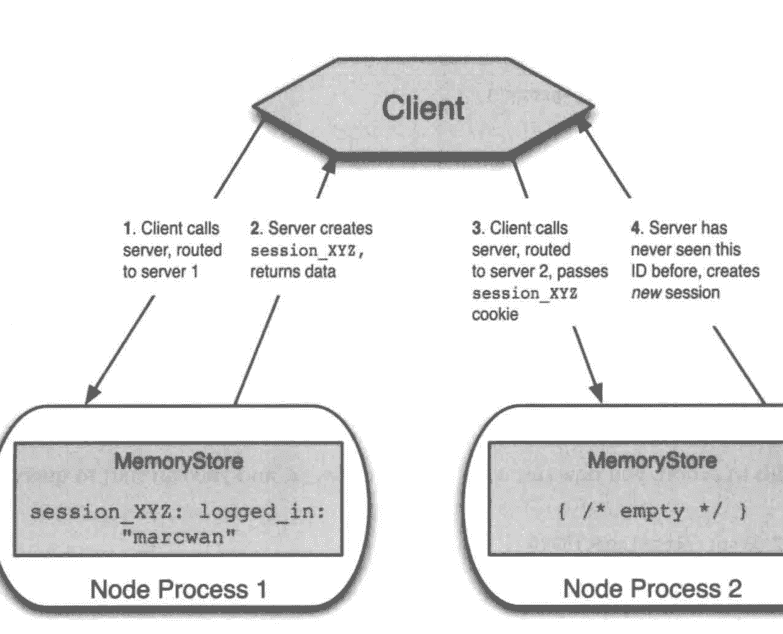 Client
1. Client calls
server, routed
to server 1
2. Server creates
session_XYZ,
returns data
3. Client calls
server, routed
to server 2, passes
session_XYZ
cookie
4. Server has
never seen this
ID before, creates
new session
MemoryStore
session_XYZ: logged_in:
"marcwan"
Node Process 1
MemoryStore
{ /* empty */ }
Node Process 2